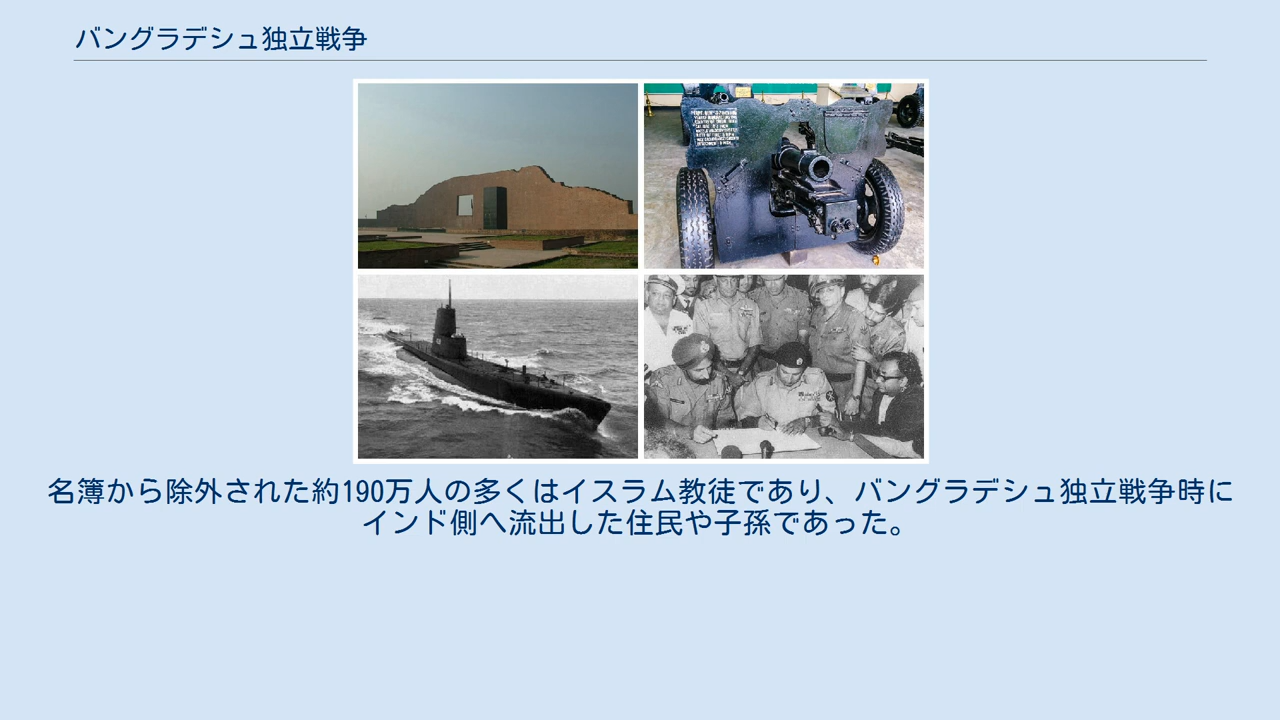 バングラデシュ独立戦争
名簿から除外された約190万人の多くはイスラム教徒であり、バングラデシュ独立戦争時に
インド側へ流出した住民や子孫であった。